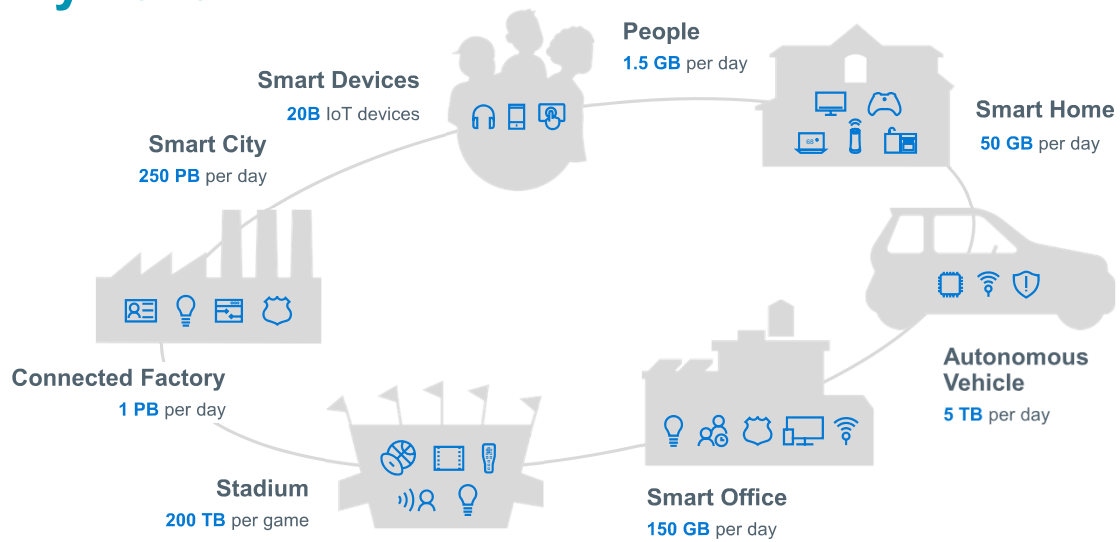 People
1.5 GB per day
Smart Devices
20B IoT devices
Smart Home
50 GB per day
Smart City
250 PB per day
68°
Autonomous
Vehicle
5 TB per day
Connected Factory
1 PB per day
Stadium
200 TB per game
Smart Office
150 GB per day